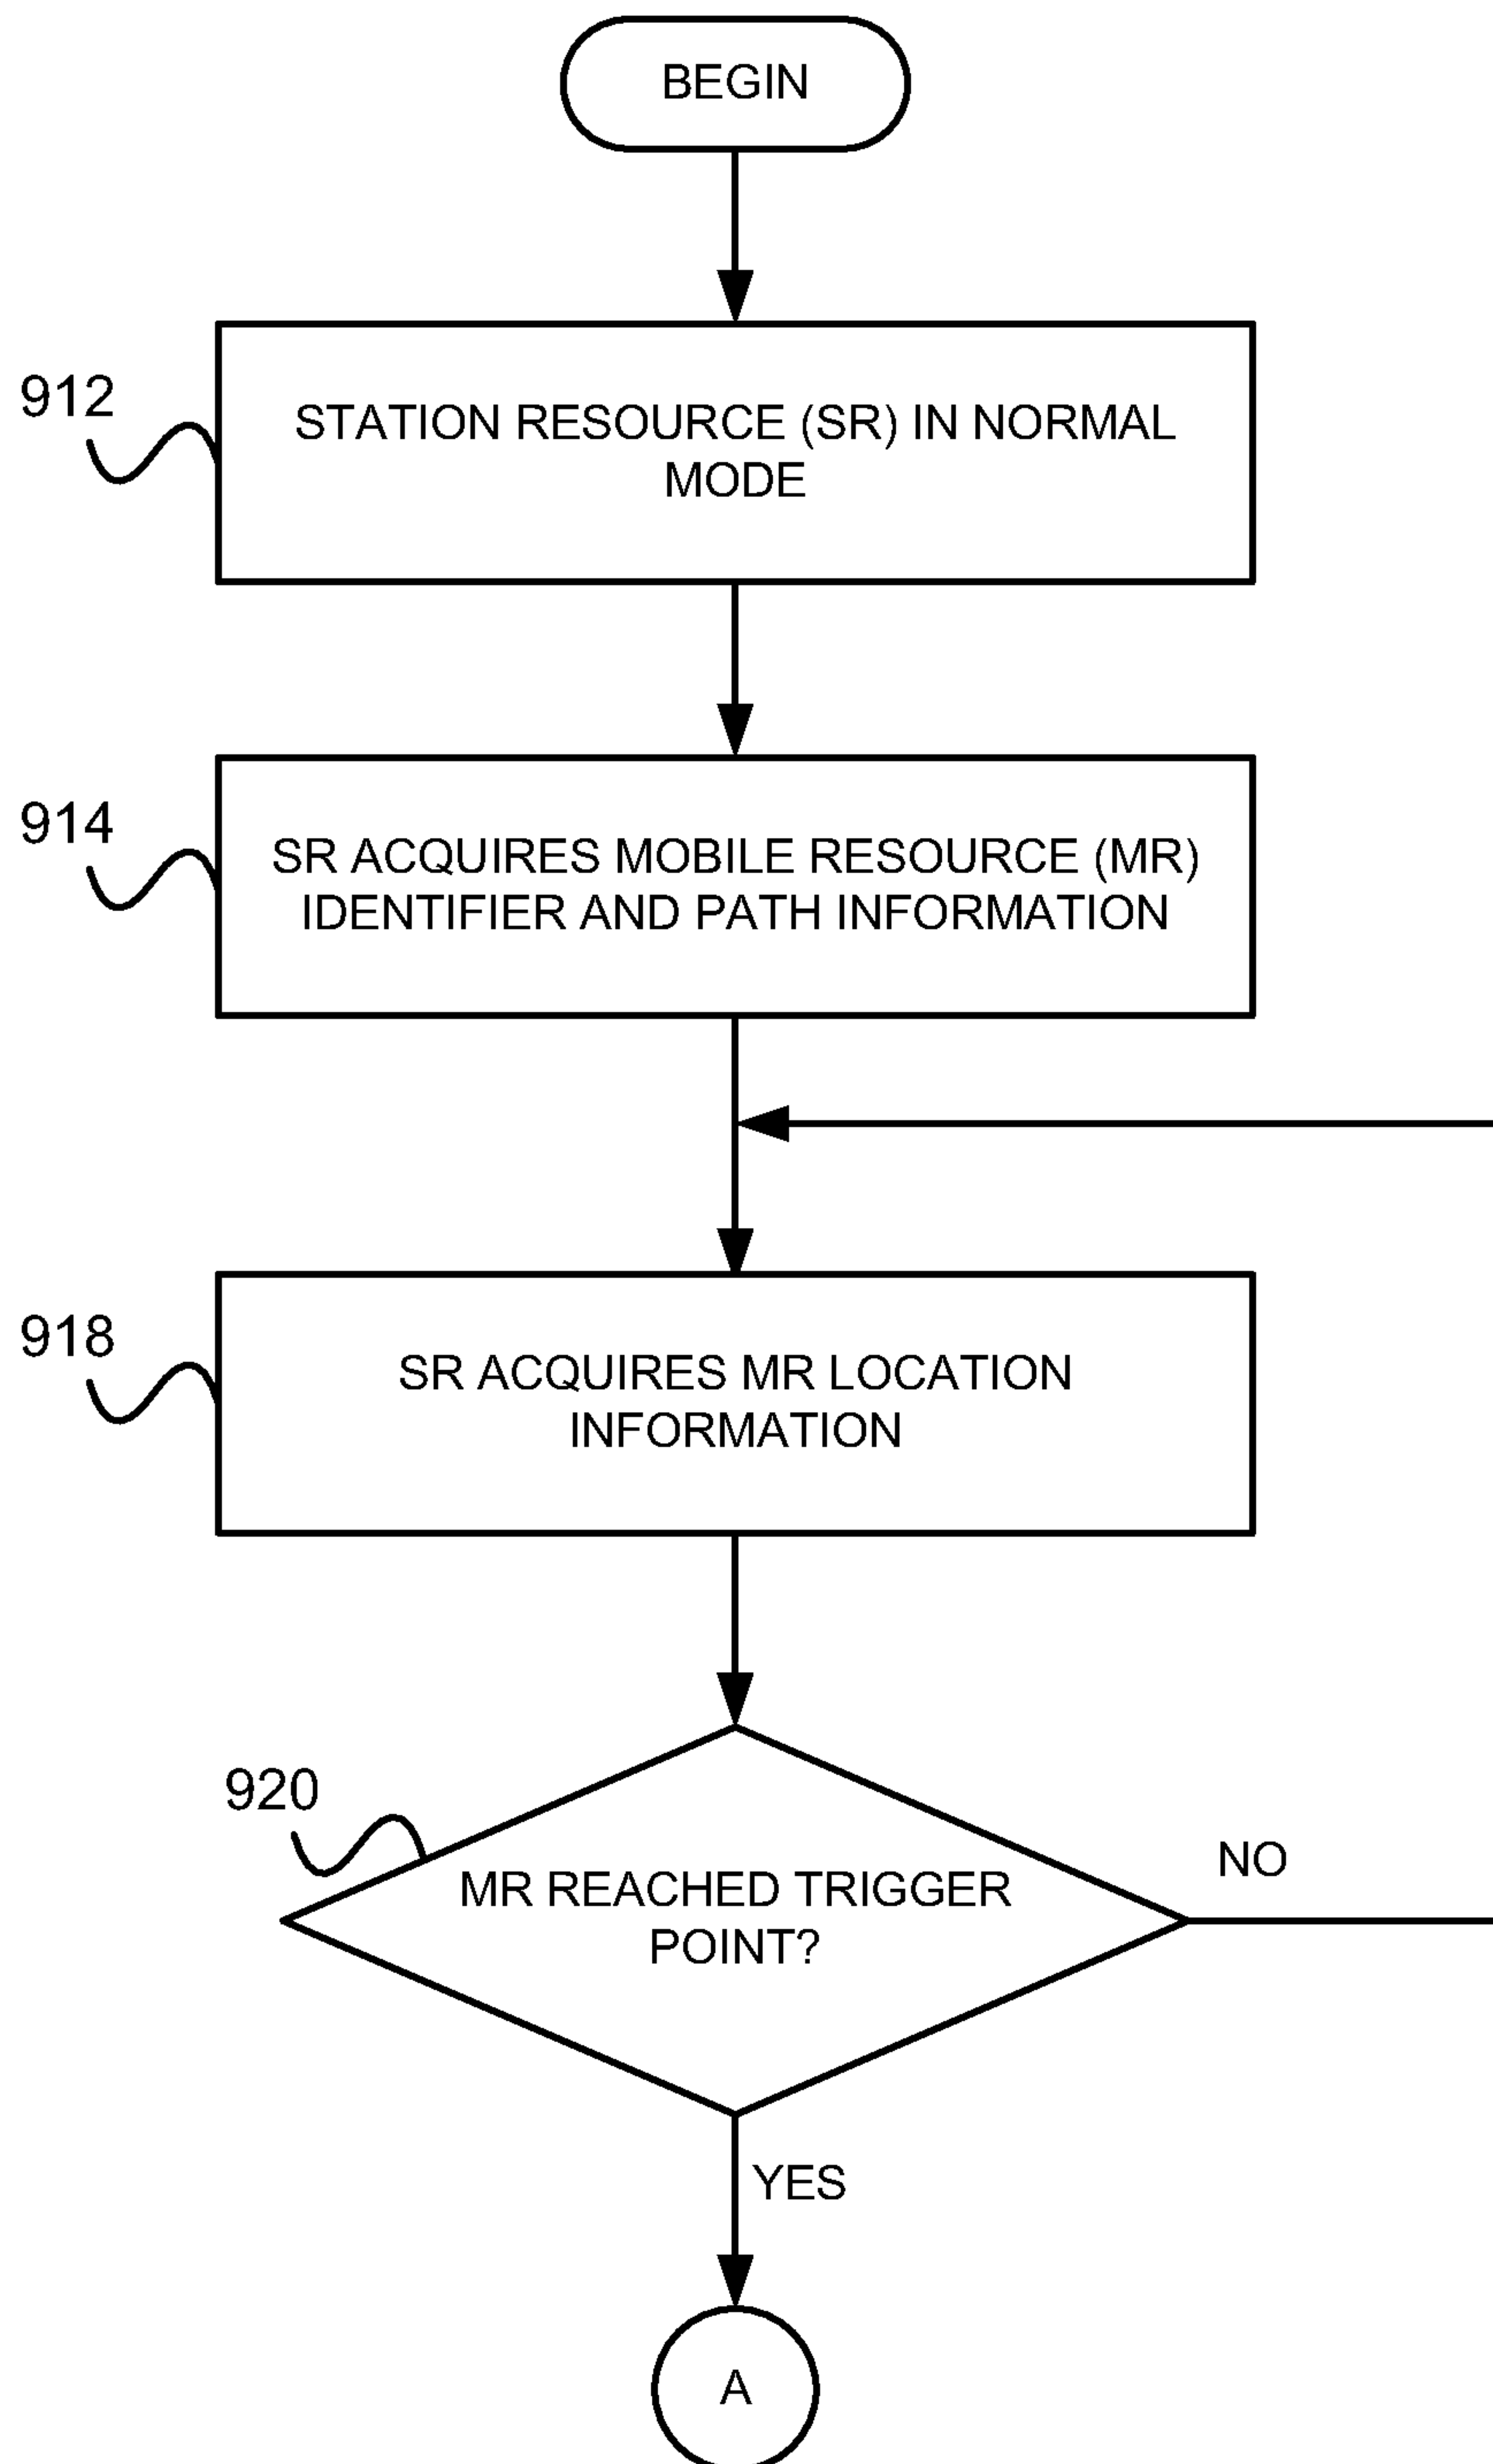 BEGIN
912
STATION RESOURCE (SR) IN NORMAL
MODE
914
SR ACQUIRES MOBILE RESOURCE (MR)
IDENTIFIER AND PATH INFORMATION
918
SR ACQUIRES MR LOCATION
INFORMATION
920
MR REACHED TRIGGER
POINT?
NO
YES
A